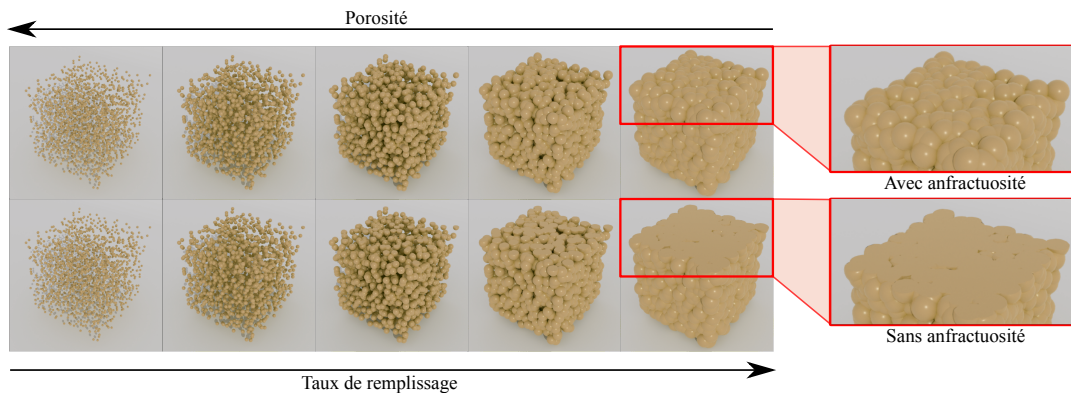 Porosité
Avec anfractuosité
Sans anfractuosité
Taux de remplissage